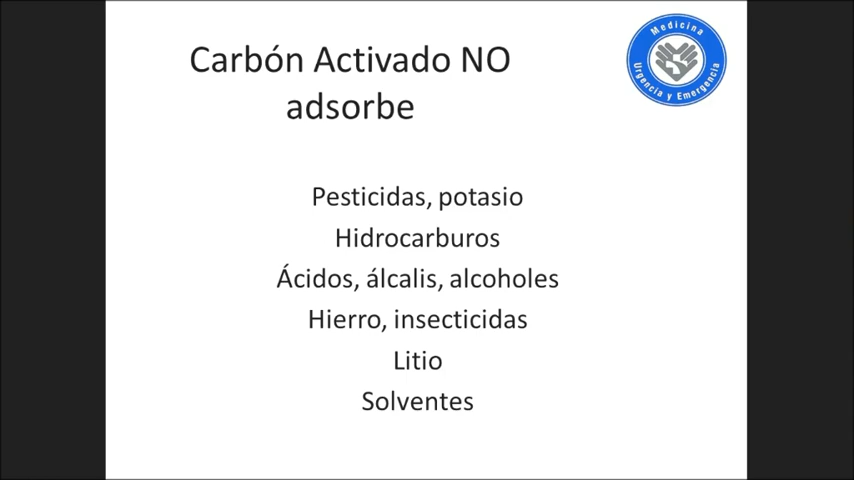 Carbón Activado NO
adsorbe
Medicina
Urgencia y Emergencia
Pesticidas, potasio
Hidrocarburos
Ácidos, álcalis, alcoholes
Hierro, insecticidas
Litio
Solventes